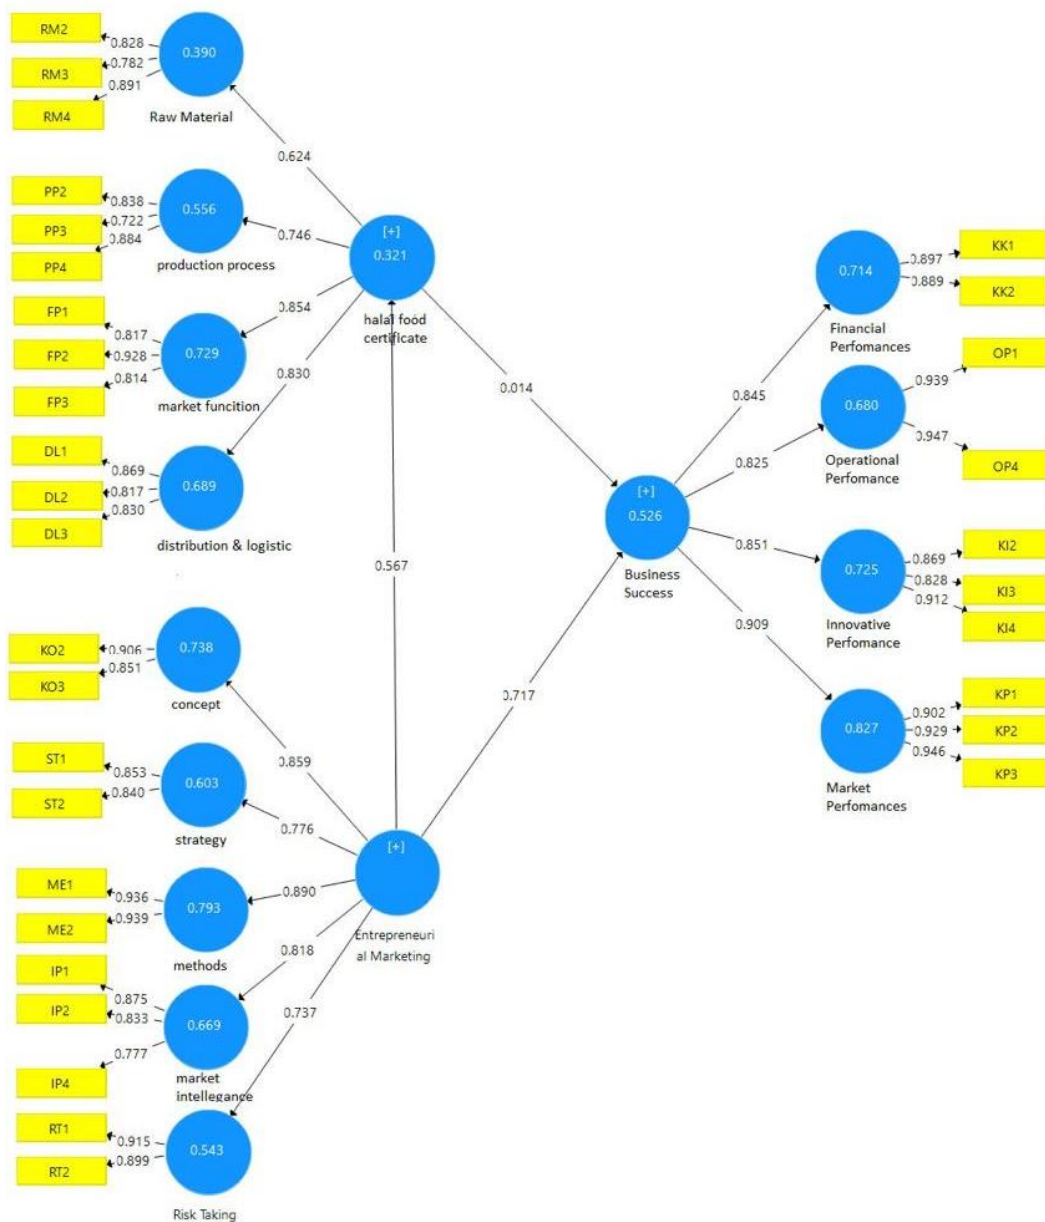 RM2
0.828
RM3
0.782
RM4
0.891
0.390
Raw Material
0.624
PP2
0.838
PP3
0.722
PP4
0.884
0.556
production process
0.746
FP1
0.817
FP2
0.928
FP3
0.814
0.729
market funcition
0.854
DL1
0.869
DL2
0.817
DL3
0.830
0.689
distribution & logistic
0.830
[+]
0.321
halal food
certificate
0.014
0.567
KO2
0.906
KO3
0.851
0.738
concept
0.859
ST1
0.853
ST2
0.840
0.603
strategy
0.776
ME1
0.936
ME2
0.939
0.793
methods
0.890
IP1
0.875
IP2
0.833
IP4
0.777
0.669
market
intellegance
0.818
RT1
0.915
RT2
0.899
0.543
Risk Taking
0.737
[+]
Entrepreneuri
al Marketing
0.717
[+]
0.526
Business
Success
0.845
0.714
Financial
Perfomances
0.897
KK1
0.889
KK2
0.825
0.680
Operational
Perfomance
0.939
OP1
0.947
OP4
0.851
0.725
Innovative
Perfomance
0.869
KI2
0.828
KI3
0.912
KI4
0.909
0.827
Market
Perfomances
0.902
KP1
0.929
KP2
0.946
KP3